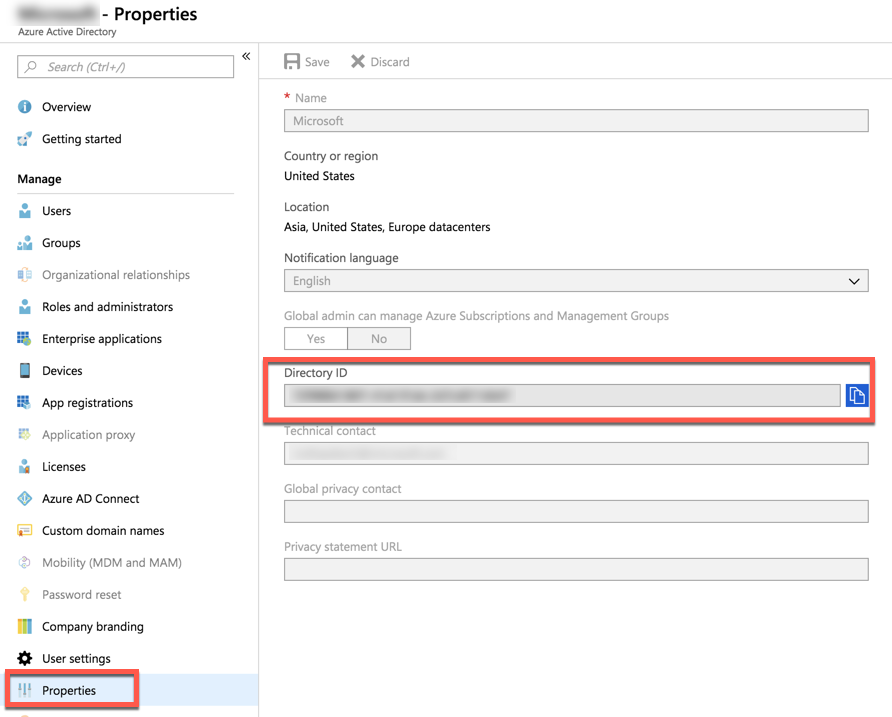 - Properties
Azure Active Directory
Search (Ctrl+/)
«
Overview
Getting started
Manage
Users
Groups
Organizational relationships
Roles and administrators
Enterprise applications
Devices
App registrations
Application proxy
Licenses
Azure AD Connect
Custom domain names
Mobility (MDM and MAM)
Password reset
Company branding
User settings
Properties
Save Discard
* Name
Microsoft
Country or region
United States
Location
Asia, United States, Europe datacenters
Notification language
English
Global admin can manage Azure Subscriptions and Management Groups
Yes No
Directory ID
Technical contact
Global privacy contact
Privacy statement URL